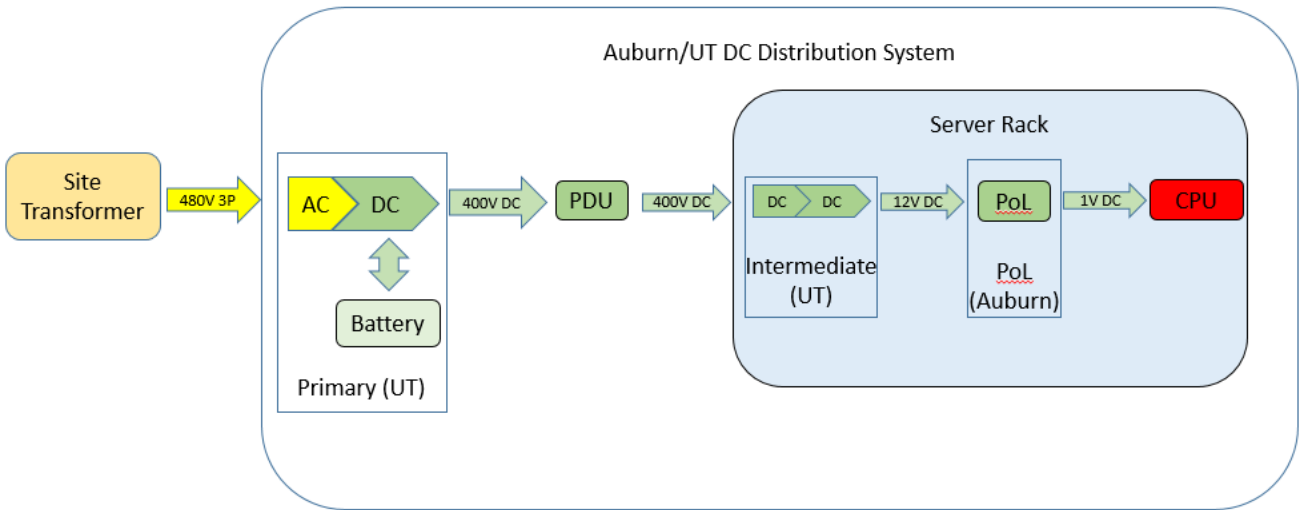 Auburn/UT DC Distribution System
Server Rack
Site
Transformer
480V 3P
AC
DC
400V DC
PDU
400V DC
DC
DC
12V DC
PoL
1V DC
CPU
Intermediate
(UT)
PoL
(Auburn)
Battery
Primary (UT)